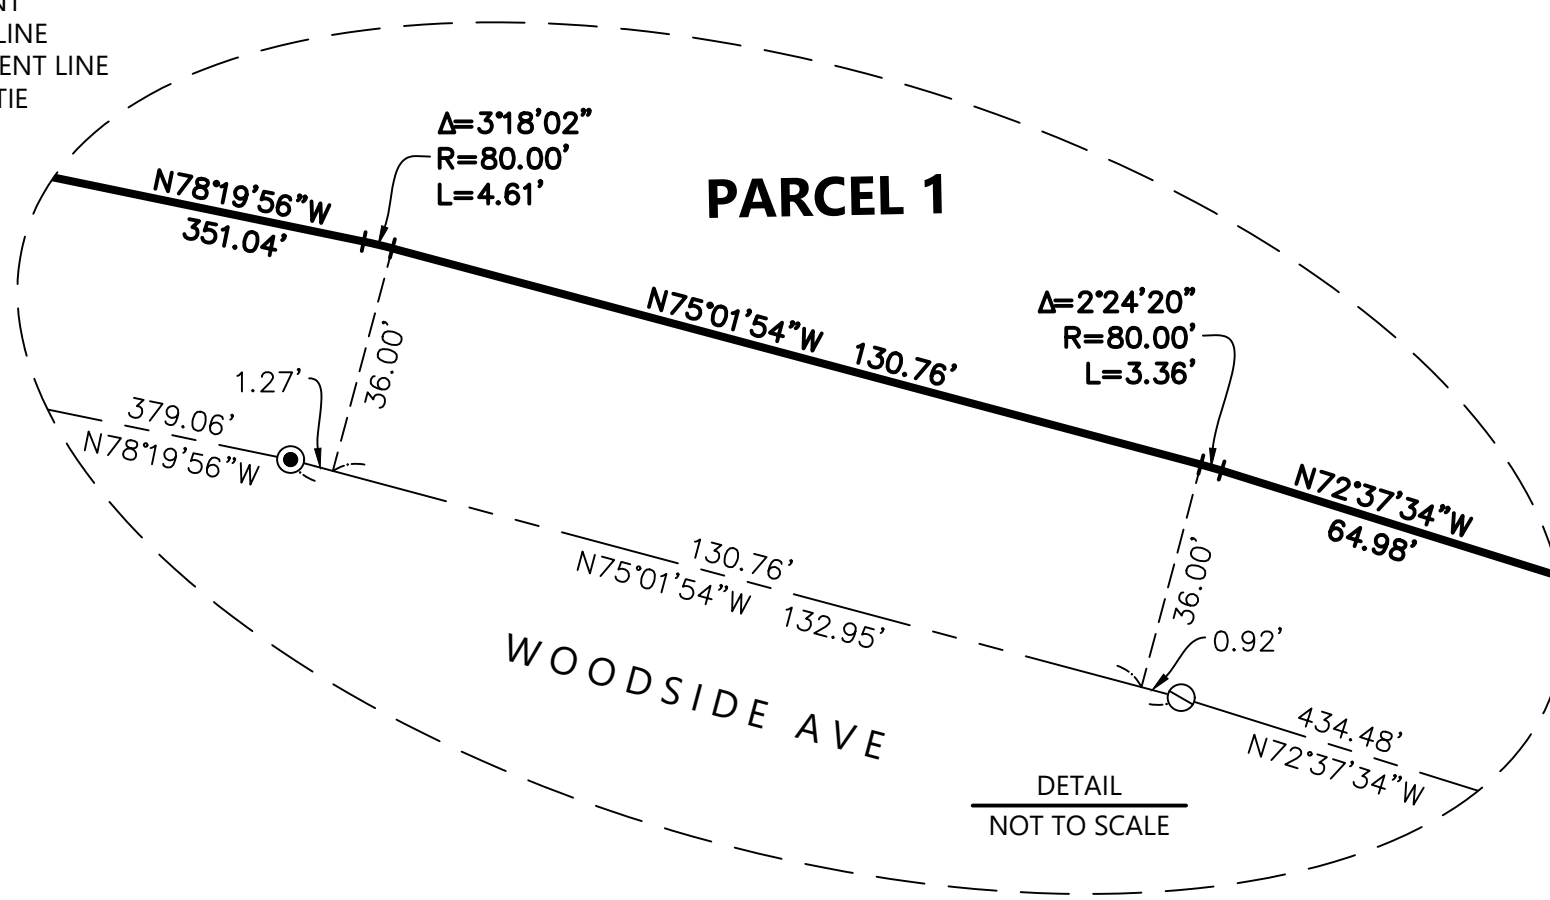 LINE
ENT LINE
TIE
Δ=3°18'02"
R=80.00'
L=4.61'
PARCEL 1
N78°19'56"W
351.04'
N75°01'54"W 130.76'
Δ=2°24'20"
R=80.00'
L=3.36'
N72°37'34"W
64.98'
36.00'
1.27'
379.06'
N78°19'56"W
130.76'
N75°01'54"W 132.95'
36.00'
0.92'
434.48'
N72°37'34"W
WOODSIDE AVE
DETAIL
NOT TO SCALE